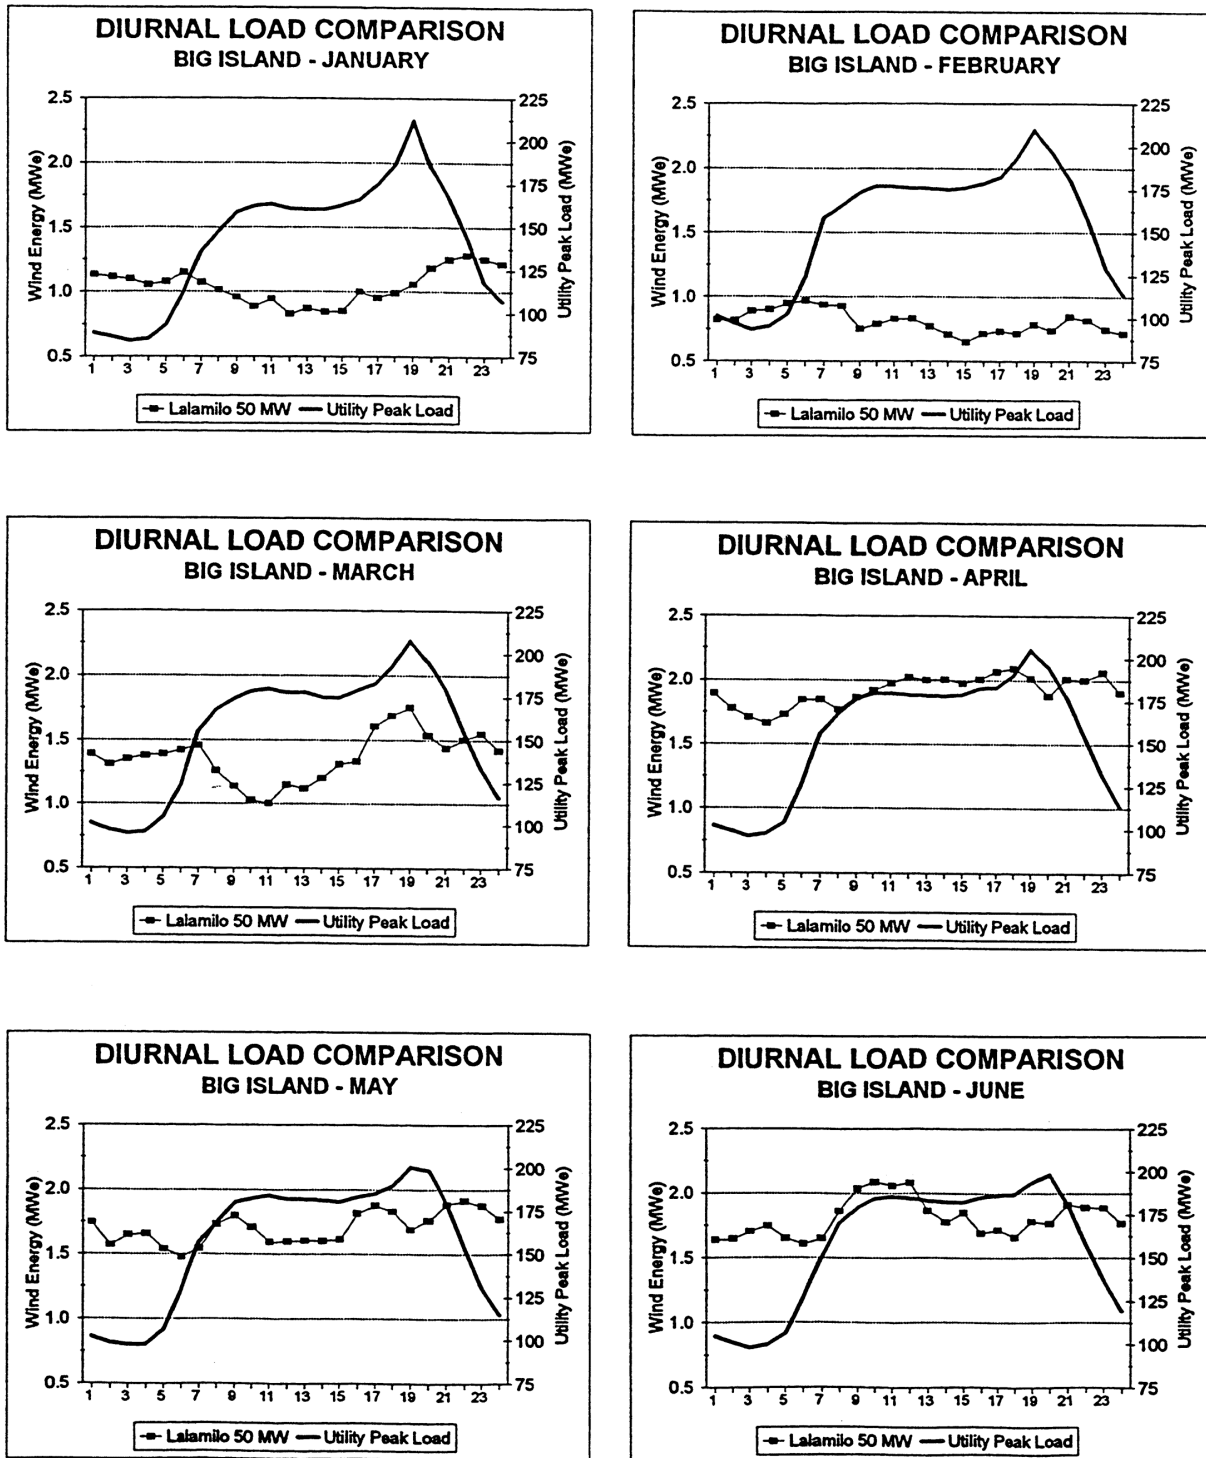 DIURNAL LOAD COMPARISON
BIG ISLAND - JANUARY
Wind Energy (MWe)
2.5
2.0
1.5
1.0
0.5
225
200
175
150
125
100
75
Utility Peak Load (MWe)
1 3 5 7 9 11 13 15 17 19 21 23
Lalamilo 50 MW Utility Peak Load
DIURNAL LOAD COMPARISON
BIG ISLAND - FEBRUARY
Wind Energy (MWe)
2.5
2.0
1.5
1.0
0.5
225
200
175
150
125
100
75
Utility Peak Load (MWe)
1 3 5 7 9 11 13 15 17 19 21 23
Lalamilo 50 MW Utility Peak Load
DIURNAL LOAD COMPARISON
BIG ISLAND - MARCH
Wind Energy (MWe)
2.5
2.0
1.5
1.0
0.5
225
200
175
150
125
100
75
Utility Peak Load (MWe)
1 3 5 7 9 11 13 15 17 19 21 23
Lalamilo 50 MW Utility Peak Load
DIURNAL LOAD COMPARISON
BIG ISLAND - APRIL
Wind Energy (MWe)
2.5
2.0
1.5
1.0
0.5
225
200
175
150
125
100
75
Utility Peak Load (MWe)
1 3 5 7 9 11 13 15 17 19 21 23
Lalamilo 50 MW Utility Peak Load
DIURNAL LOAD COMPARISON
BIG ISLAND - MAY
Wind Energy (MWe)
2.5
2.0
1.5
1.0
0.5
225
200
175
150
125
100
75
Utility Peak Load (MWe)
1 3 5 7 9 11 13 15 17 19 21 23
Lalamilo 50 MW Utility Peak Load
DIURNAL LOAD COMPARISON
BIG ISLAND - JUNE
Wind Energy (MWe)
2.5
2.0
1.5
1.0
0.5
225
200
175
150
125
100
75
Utility Peak Load (MWe)
1 3 5 7 9 11 13 15 17 19 21 23
Lalamilo 50 MW Utility Peak Load